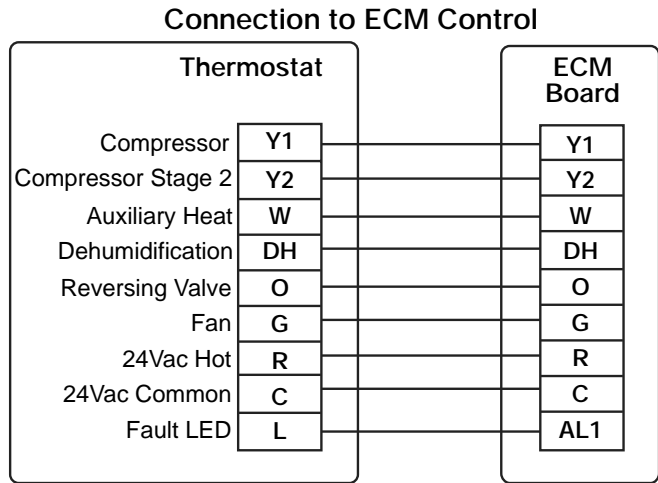 Connection to ECM Control
Thermostat
ECM
Board
Compressor Y1 Y1
Compressor Stage 2 Y2 Y2
Auxiliary Heat W W
Dehumidification DH DH
Reversing Valve O O
Fan G G
24Vac Hot R R
24Vac Common C C
Fault LED L AL1